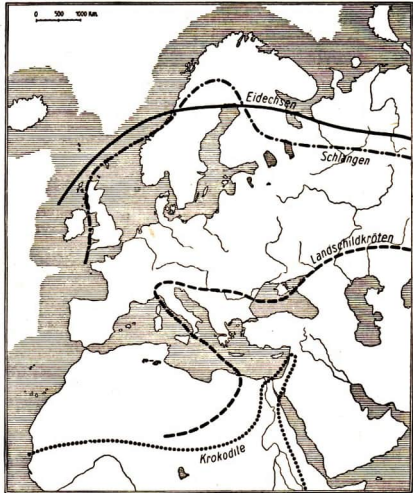 0 500 1000 Km.
Eidechsen
Schlangen
Landschildkröten
Krokodile